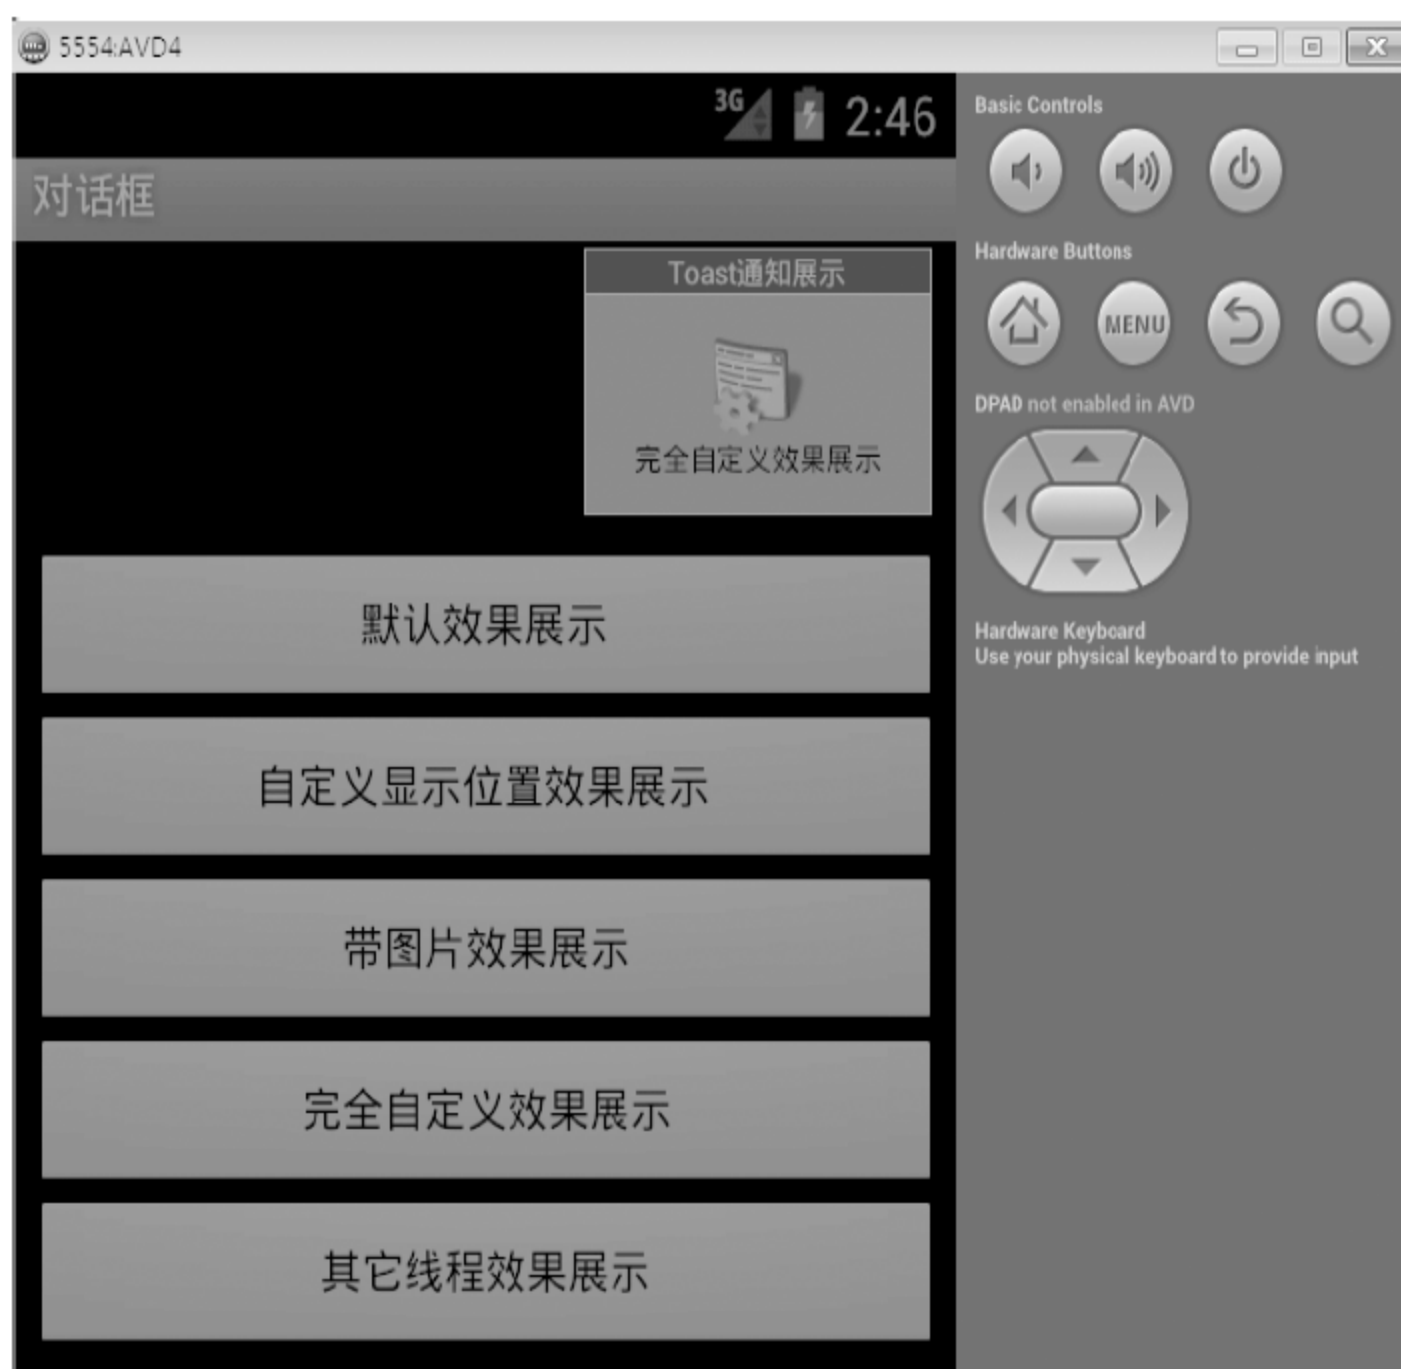 5554:AVD4
3G 2:46
对话框
Toast通知展示
完全自定义效果展示
默认效果展示
自定义显示位置效果展示
带图片效果展示
完全自定义效果展示
其它线程效果展示
Basic Controls
Hardware Buttons
MENU
DPAD not enabled in AVD
Hardware Keyboard
Use your physical keyboard to provide input